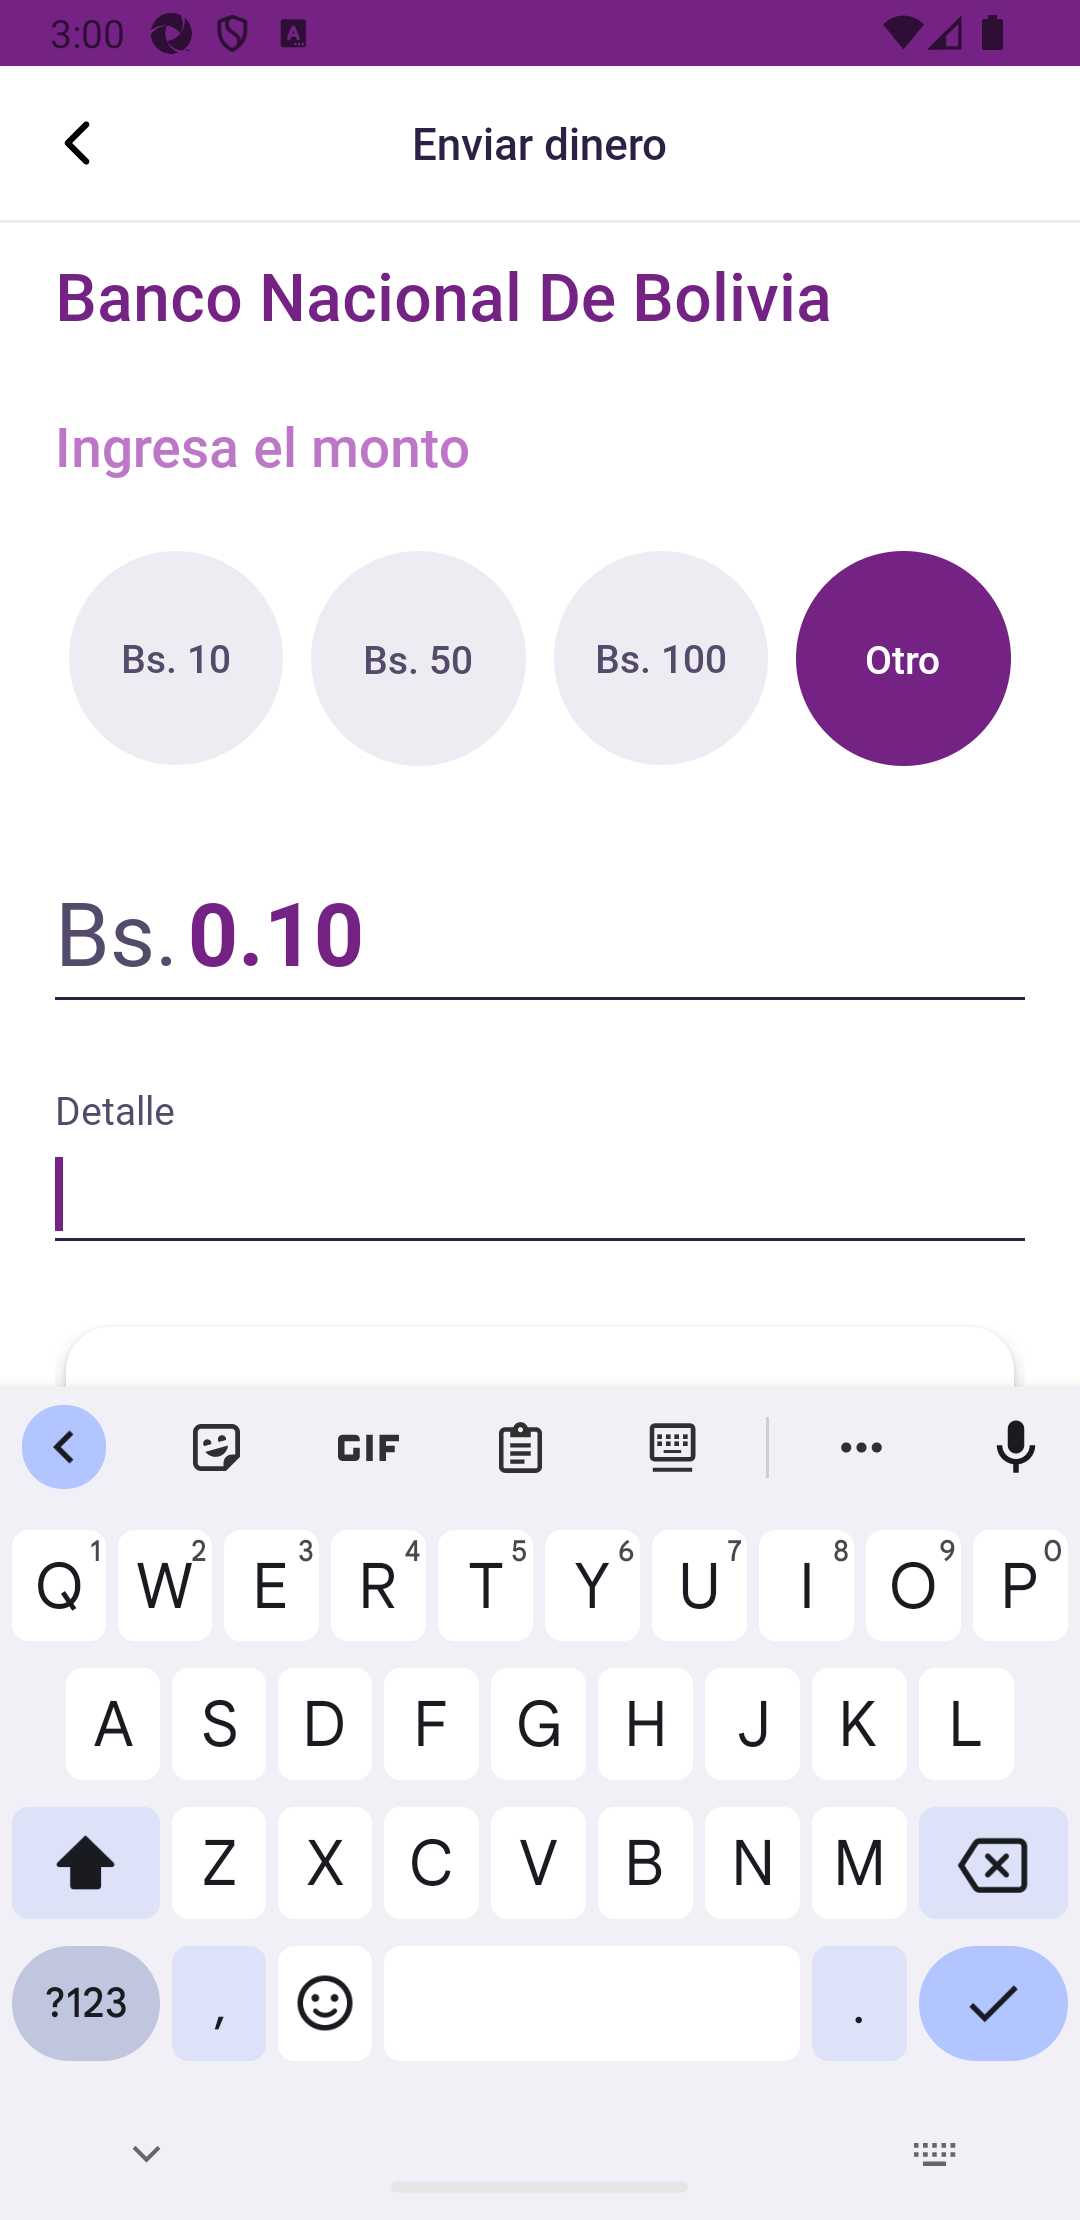 3:00
Enviar dinero
Banco Nacional De Bolivia
Ingresa el monto
Bs. 10 Bs. 50 Bs. 100 Otro
Bs. 0.10
Detalle
GIF
Q 1 W 2 E 3 R 4 T 5 Y 6 U 7 I 8 O 9 P 0
A S D F G H J K L
Z X C V B N M
?123 , .